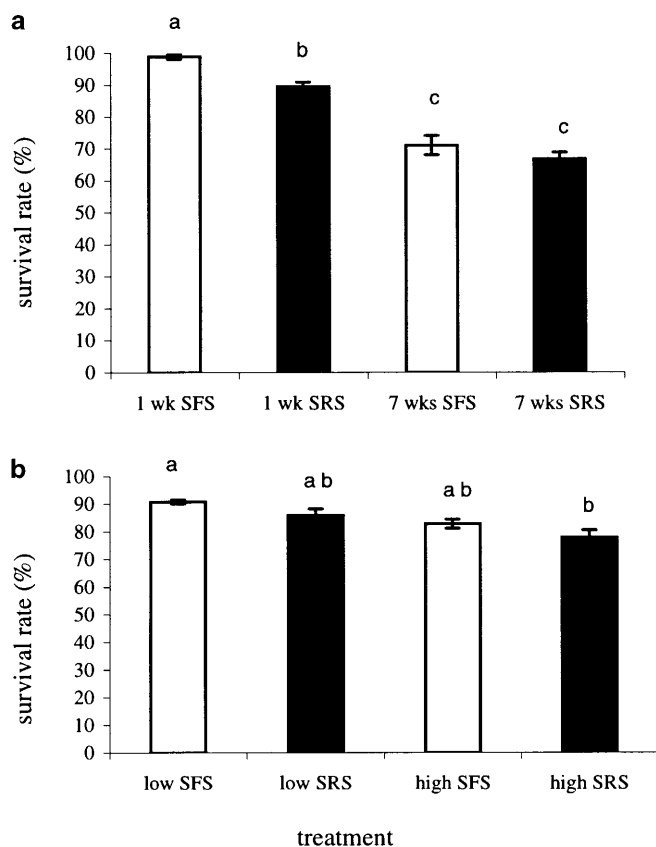 a
a
b
c
c
100
90
80
70
60
50
40
30
20
10
0
survival rate (%)
1 wk SFS
1 wk SRS
7 wks SFS
7 wks SRS
b
a
a b
a b
b
100
90
80
70
60
50
40
30
20
10
0
survival rate (%)
low SFS
low SRS
high SFS
high SRS
treatment